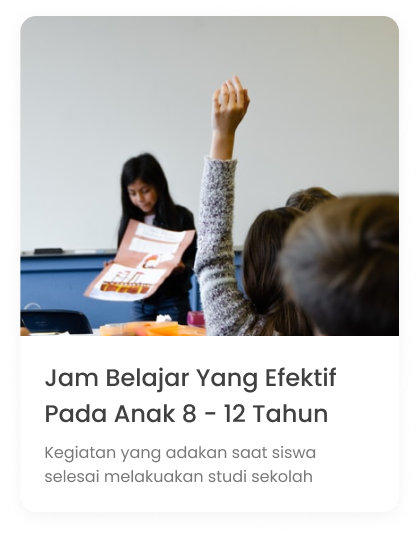 Jam Belajar Yang Efektif
Pada Anak 8 - 12 Tahun
Kegiatan yang adakan saat siswa
selesai melakuakan studi sekolah